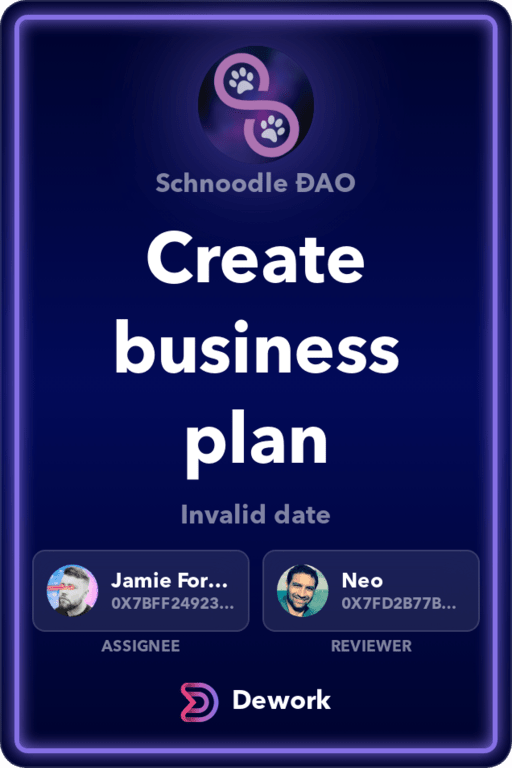 Schnoodle ĐAO
Create
business
plan
Invalid date
Jamie For...
0X7BFF24923...
Neo
0X7FD2B77B...
ASSIGNEE
REVIEWER
Dework